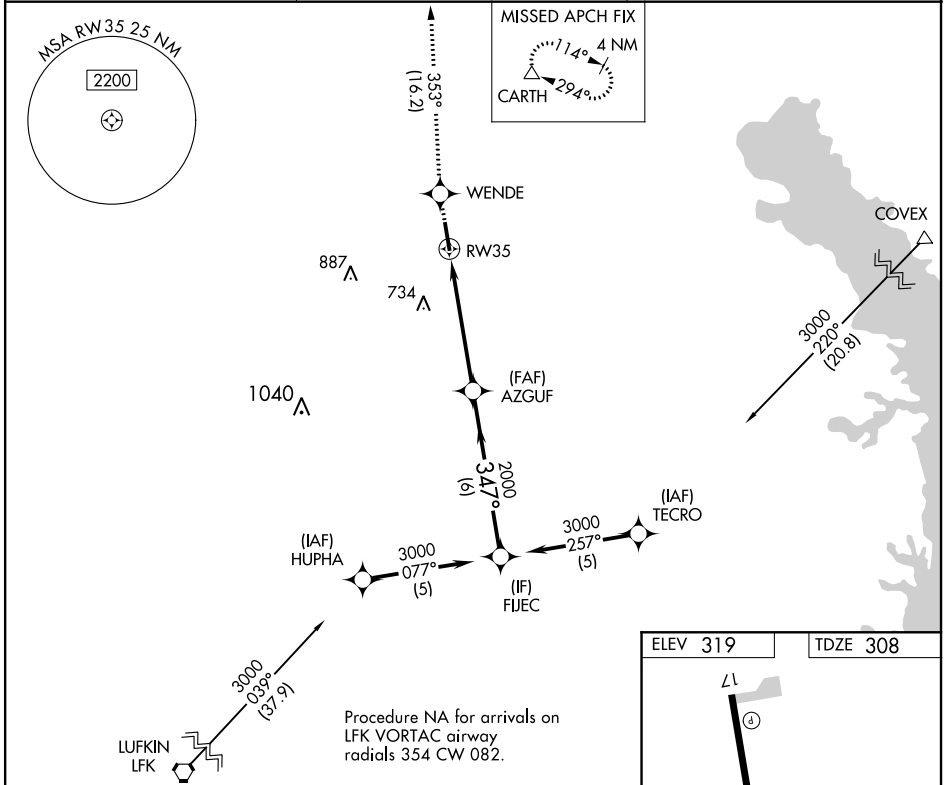 MSA RW35 25 NM
2200
353°
(16.2)
MISSED APCH FIX
114°
4 NM
CARTH
294°
WENDE
RW35
887
734
COVEX
3000
220°
(20.8)
1040
(FAF)
AZGUF
2000
347°
(6)
(IAF)
TECRO
3000
257°
(5)
(IAF)
HUPHA
3000
077°
(5)
(IF)
FIJEC
3000
039°
(37.9)
LUFKIN
LFK
Procedure NA for arrivals on
LFK VORTAC airway
radials 354 CW 082.
ELEV 319
TDZE 308
17
P